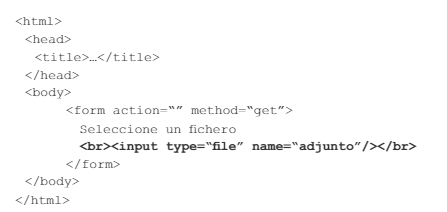 <html>
<head>
<title>…</title>
</head>
<body>
<form action=“” method=“get”>
Seleccione un fichero
<br><input type=“file” name=“adjunto”/></br>
</form>
</body>
</html>